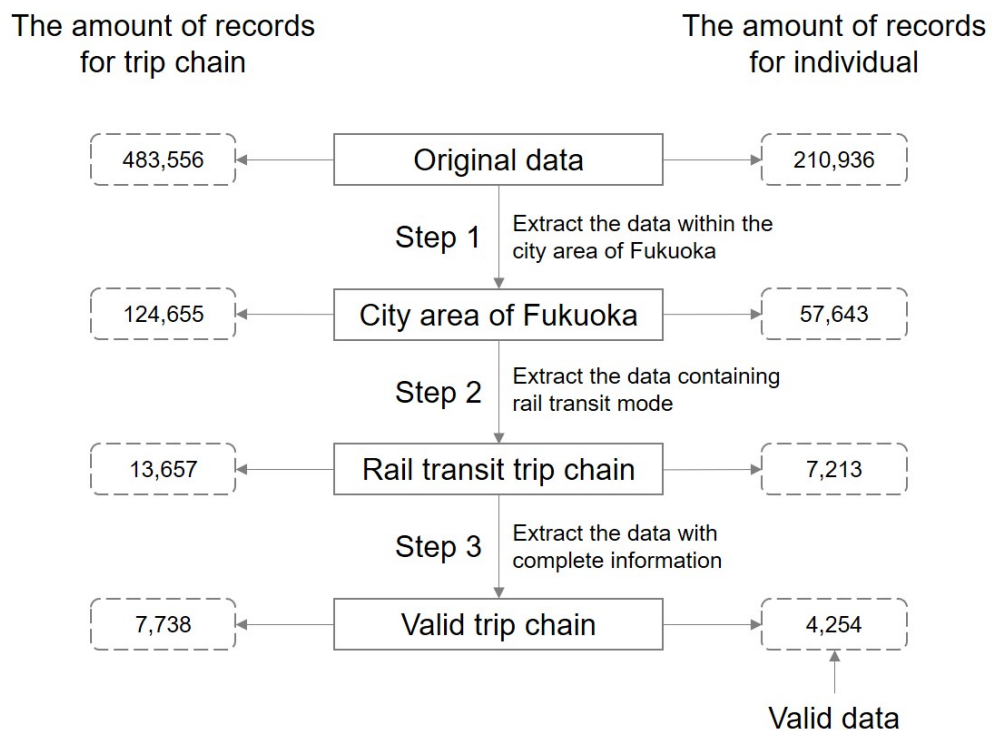 The amount of records
for trip chain
The amount of records
for individual
483,556
Original data
210,936
Step 1
Extract the data within the
city area of Fukuoka
124,655
City area of Fukuoka
57,643
Step 2
Extract the data containing
rail transit mode
13,657
Rail transit trip chain
7,213
Step 3
Extract the data with
complete information
7,738
Valid trip chain
4,254
Valid data